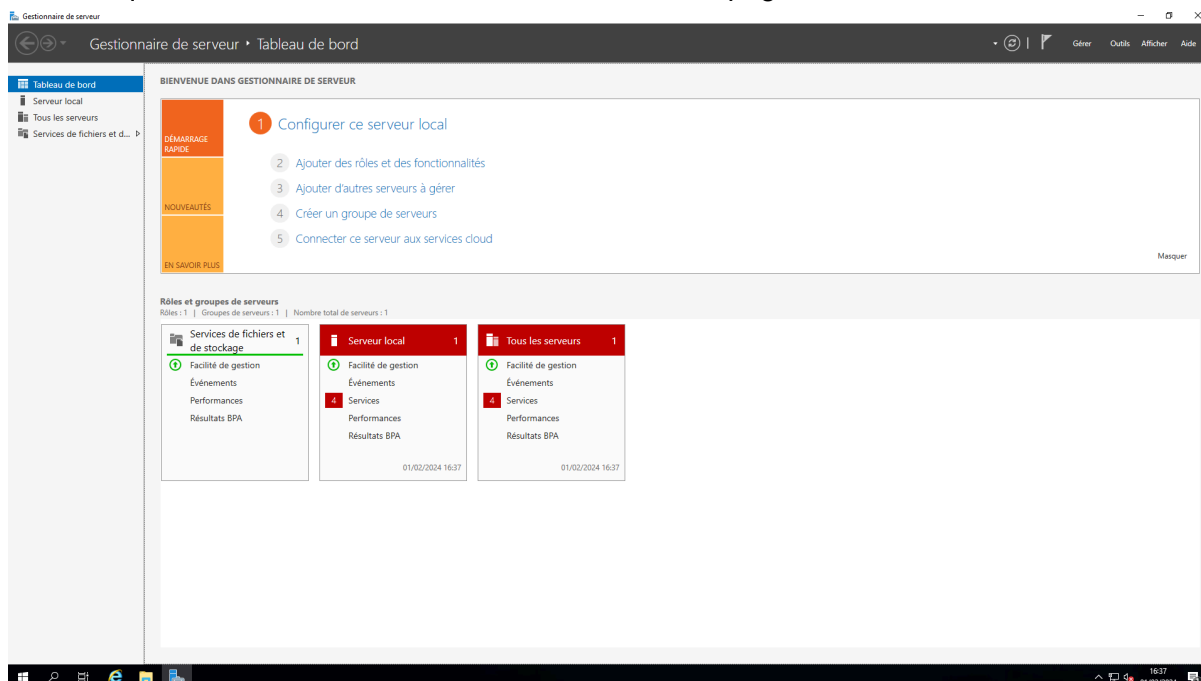 Gestionnaire de serveur
Gestionnaire de serveur • Tableau de bord
Gérer Outils Afficher Aide
Tableau de bord
Serveur local
Tous les serveurs
Services de fichiers et d...
BIENVENUE DANS GESTIONNAIRE DE SERVEUR
DÉMARRAGE
RAPIDE
NOUVEAUTÉS
EN SAVOIR PLUS
1 Configurer ce serveur local
2 Ajouter des rôles et des fonctionnalités
3 Ajouter d'autres serveurs à gérer
4 Créer un groupe de serveurs
5 Connecter ce serveur aux services cloud
Masquer
Rôles et groupes de serveurs
Rôles : 1 | Groupes de serveurs : 1 | Nombre total de serveurs : 1
Services de fichiers et
de stockage 1
Facilité de gestion
Événements
Performances
Résultats BPA
Serveur local 1
Facilité de gestion
Événements
4 Services
Performances
Résultats BPA
01/02/2024 16:37
Tous les serveurs 1
Facilité de gestion
Événements
4 Services
Performances
Résultats BPA
01/02/2024 16:37
16:37
01/02/2024